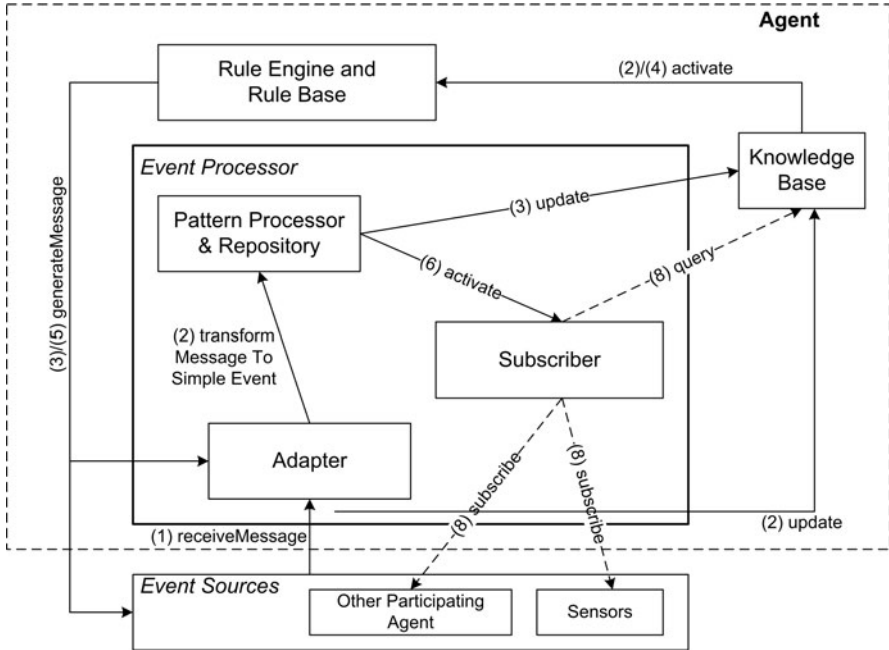 Agent
Rule Engine and
Rule Base
(2)/(4) activate
Knowledge
Base
Event Processor
Pattern Processor
& Repository
(3) update
(6) activate
(8) query
(3)/(5) generateMessage
(2) transform
Message To
Simple Event
Subscriber
Adapter
(8) subscribe
(8) subscribe
(1) receiveMessage
(2) update
Event Sources
Other Participating
Agent
Sensors